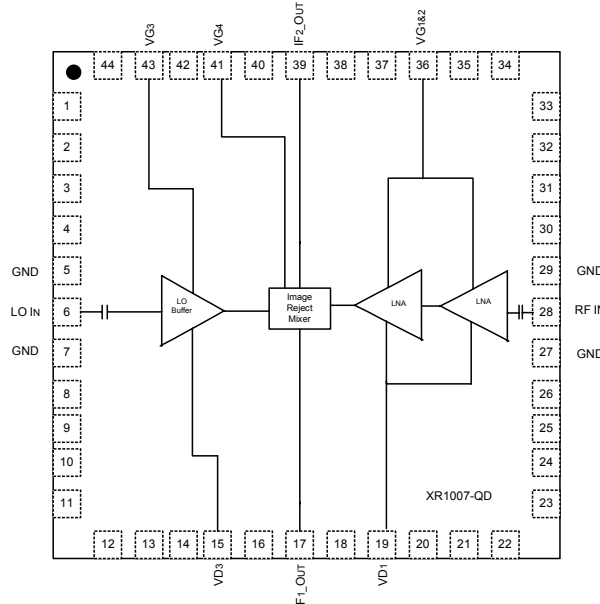 VG3
VG4
IF2_OUT
VG1&2
44 43 42 41 40 39 38 37 36 35 34
1 33
2 32
3 31
4 30
GND 5 29 GND
LO IN 6 LO Buffer Image Reject Mixer LNA LNA 28 RF IN
GND 7 27 GND
8 26
9 25
10 24
11 23
XR1007-QD
12 13 14 15 16 17 18 19 20 21 22
VD3
F1_OUT
VD1